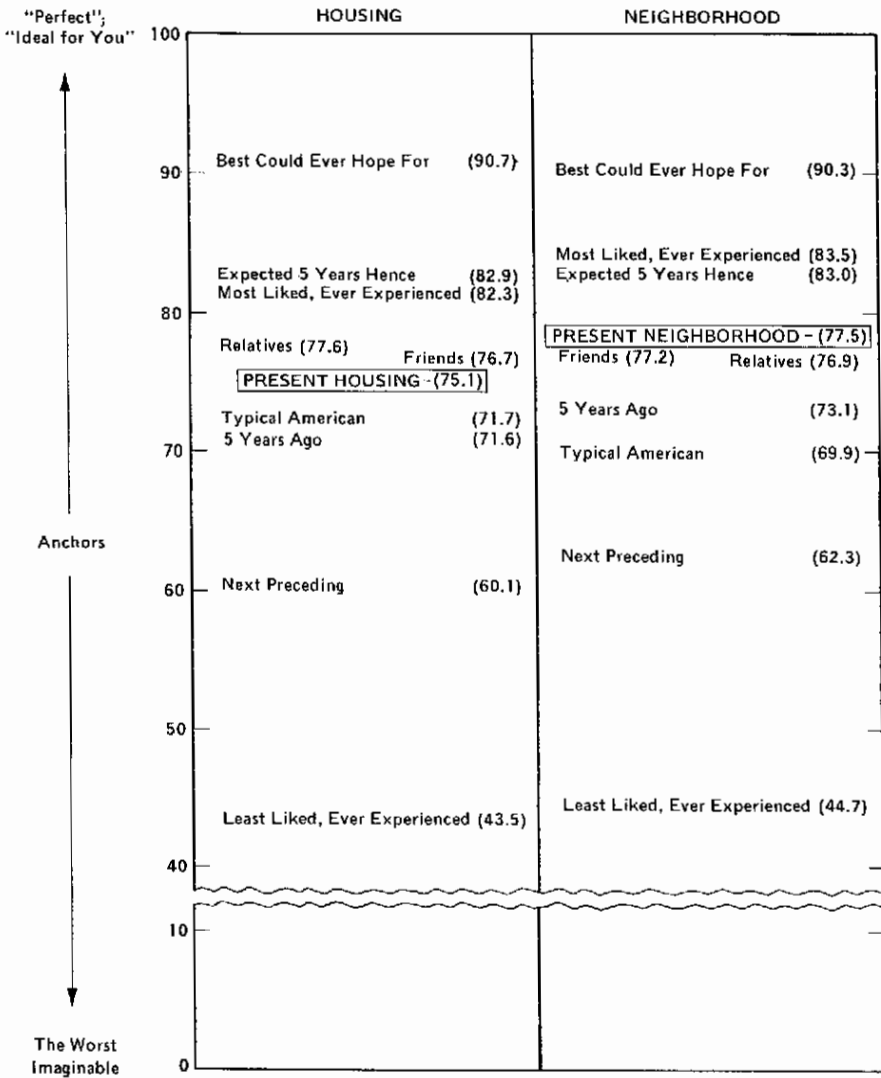 "Perfect";
"Ideal for You"
HOUSING
NEIGHBORHOOD
100
Best Could Ever Hope For (90.7)
90
Best Could Ever Hope For (90.3)
Most Liked, Ever Experienced (83.5)
Expected 5 Years Hence (82.9)
Expected 5 Years Hence (83.0)
Most Liked, Ever Experienced (82.3)
80
PRESENT NEIGHBORHOOD - (77.5)
Relatives (77.6)
Friends (76.7)
Friends (77.2) Relatives (76.9)
PRESENT HOUSING - (75.1)
5 Years Ago (73.1)
Typical American (71.7)
5 Years Ago (71.6)
70
Typical American (69.9)
Anchors
Next Preceding (62.3)
60
Next Preceding (60.1)
50
Least Liked, Ever Experienced (44.7)
Least Liked, Ever Experienced (43.5)
40
10
The Worst
Imaginable
0